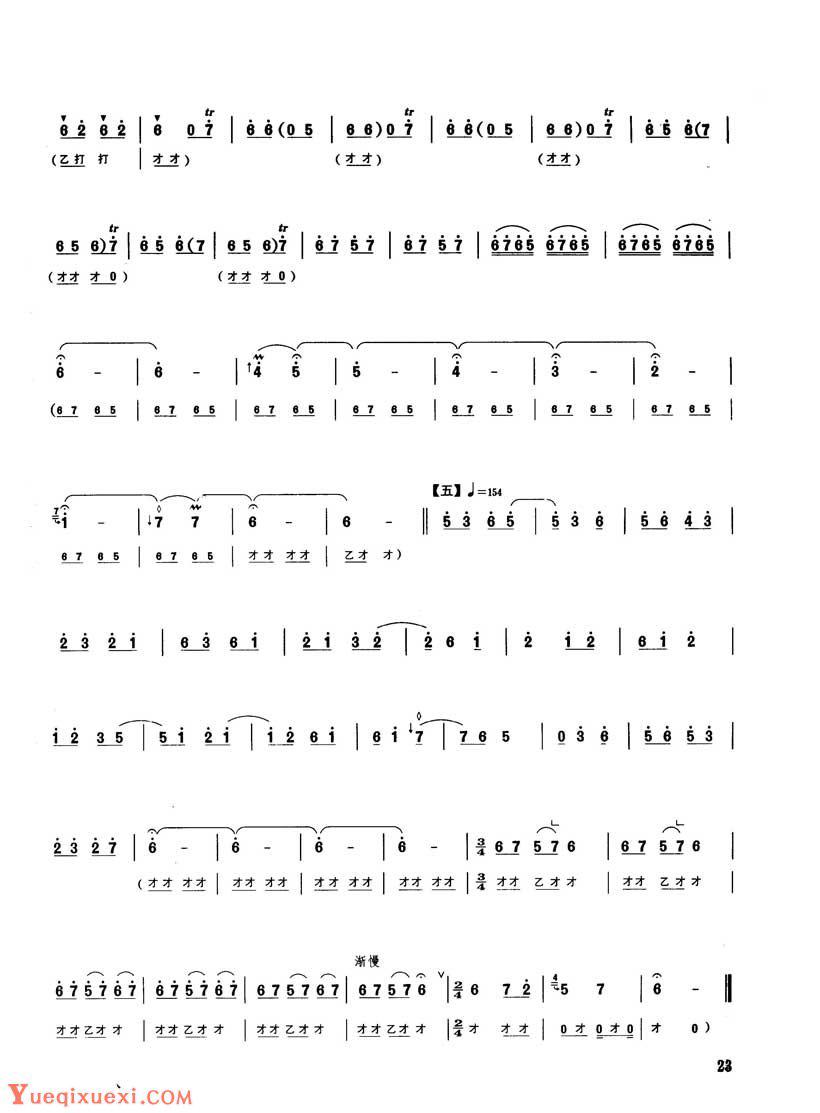 6 2 6 2 | 6 0 7 tr | 6 6 (0 5 | 6 6) 0 7 tr | 6 6 (0 5 | 6 6) 0 7 tr | 6 5 6 (7 |
(乙打 打 | 才才) (才才) (才才)
6 5 6) 7 tr | 6 5 6 (7 | 6 5 6) 7 tr | 6 7 5 7 | 6 7 5 7 | 6765 6765 | 6765 6765 |
(才才 才 0) (才才 才 0)
6 - | 6 - | 4 5 | 5 - | 4 - | 3 - | 2 - |
(6 7 6 5 | 6 7 6 5 | 6 7 6 5 | 6 7 6 5 | 6 7 6 5 | 6 7 6 5 | 6 7 6 5 |
【五】♩=154
7 1 - | 7 7 | 6 - | 6 - ‖ 5 3 6 5 | 5 3 6 | 5 6 4 3 |
6 7 6 5 | 6 7 6 5 | 才才 才才 | 乙才 才)
2 3 2 1 | 6 3 6 1 | 2 1 3 2 | 2 6 1 | 2 1 2 | 6 1 2 |
1 2 3 5 | 5 1 2 1 | 1 2 6 1 | 6 1 7 | 7 6 5 | 0 3 6 | 5 6 5 3 |
2 3 2 7 | 6 - | 6 - | 6 - | 6 - | 3/4 6 7 5 7 6 | 6 7 5 7 6 |
(才才 才才 | 才才 才才 | 才才 才才 | 才才 才才 | 3/4 才才 乙才 才 | 才才 乙才 才 |
渐慢
6 7 5 7 6 7 | 6 7 5 7 6 7 | 6 7 5 7 6 7 | 6 7 5 7 6 V | 2/4 6 7 2 | 4 5 7 | 6 - ‖
才才乙才 才 | 才才 乙才 才 | 才才 乙才 才 | 才才 乙才 才 | 2/4 才 才才 | 0才 0才0 | 才 0)
23
乐器学习网
Yueqixuexi.com